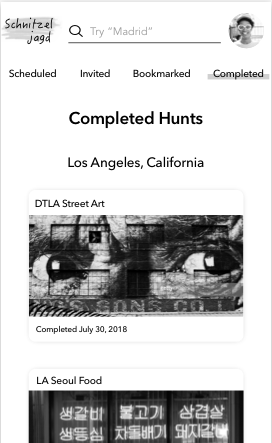 Schnitzel
jagd
Try “Madrid”
Scheduled Invited Bookmarked Completed
Completed Hunts
Los Angeles, California
DTLA Street Art
SONS CO
Completed July 30, 2018
LA Seoul Food
생갈비 불고기 삼겹살
생등심 차돌배기 돼지갈비